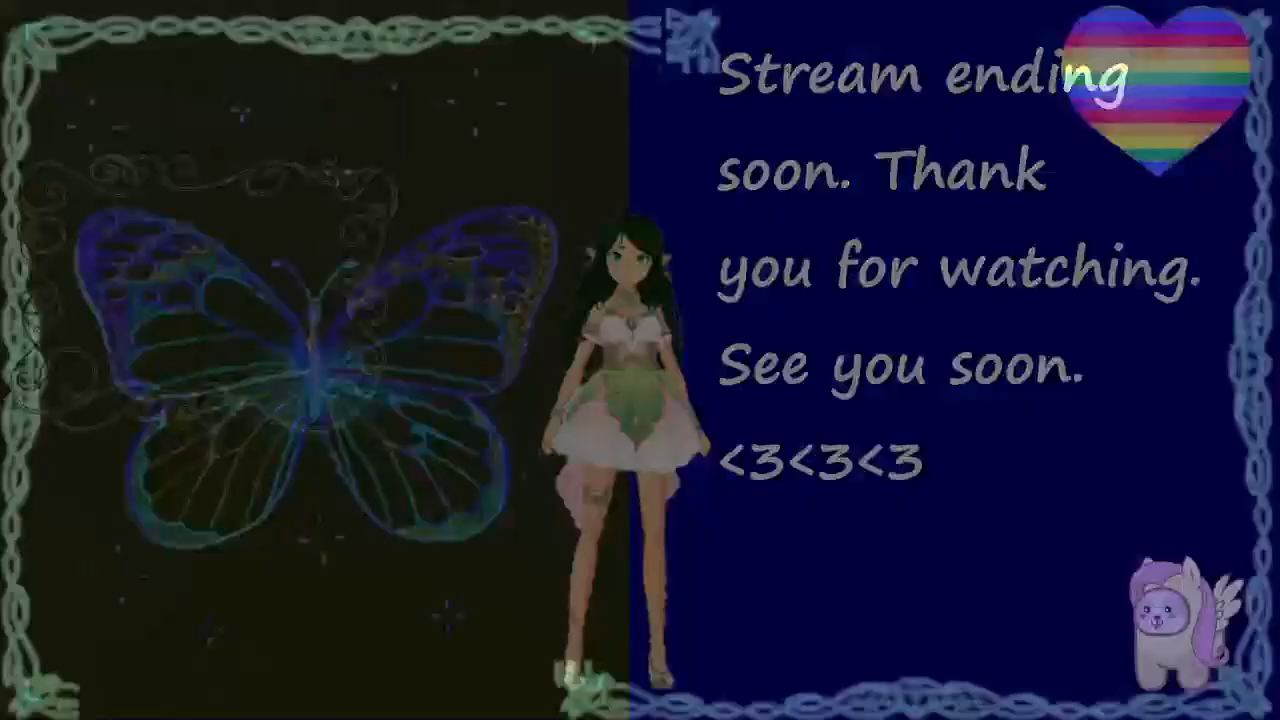 Stream ending
soon. Thank
you for watching.
See you soon.
<3<3<3